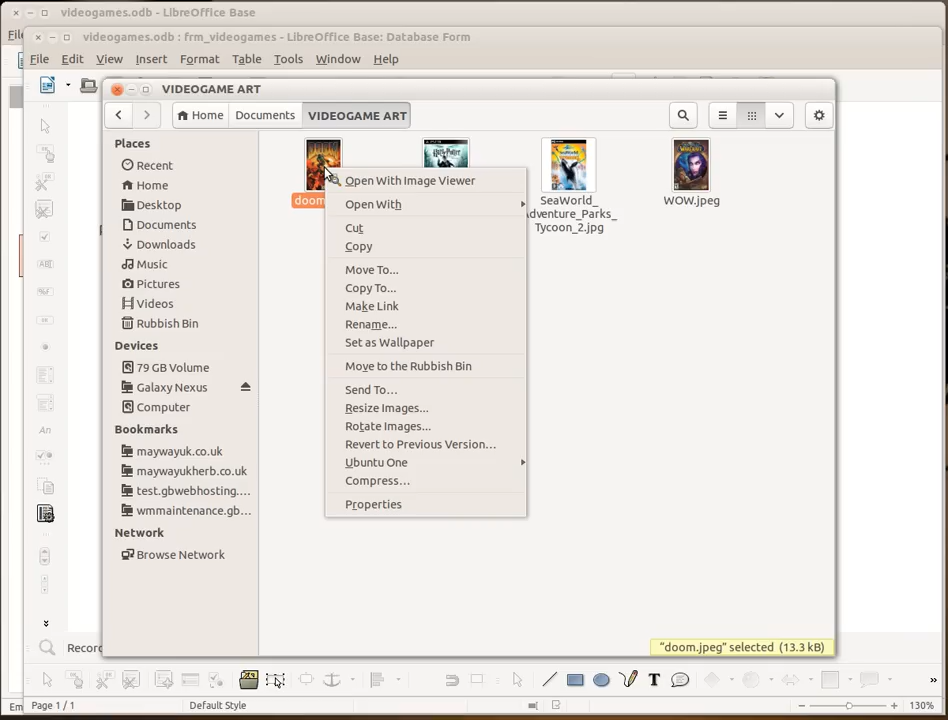 videogames.odb - LibreOffice Base
videogames.odb : frm_videogames - LibreOffice Base: Database Form
File Edit View Insert Format Table Tools Window Help
VIDEOGAME ART
Home Documents VIDEOGAME ART
Places
Recent
Home
Desktop
Documents
Downloads
Music
Pictures
Videos
Rubbish Bin
Devices
79 GB Volume
Galaxy Nexus
Computer
Bookmarks
maywayuk.co.uk
maywayukherb.co.uk
test.gbwebhosting....
wmmaintenance.gb...
Network
Browse Network
doom
SeaWorld_
Adventure_Parks_
Tycoon_2.jpg
WOW.jpeg
Open With Image Viewer
Open With
Cut
Copy
Move To...
Copy To...
Make Link
Rename...
Set as Wallpaper
Move to the Rubbish Bin
Send To...
Resize Images...
Rotate Images...
Revert to Previous Version...
Ubuntu One
Compress...
Properties
"doom.jpeg" selected (13.3 kB)
Recor
Page 1 / 1 Default Style 130%